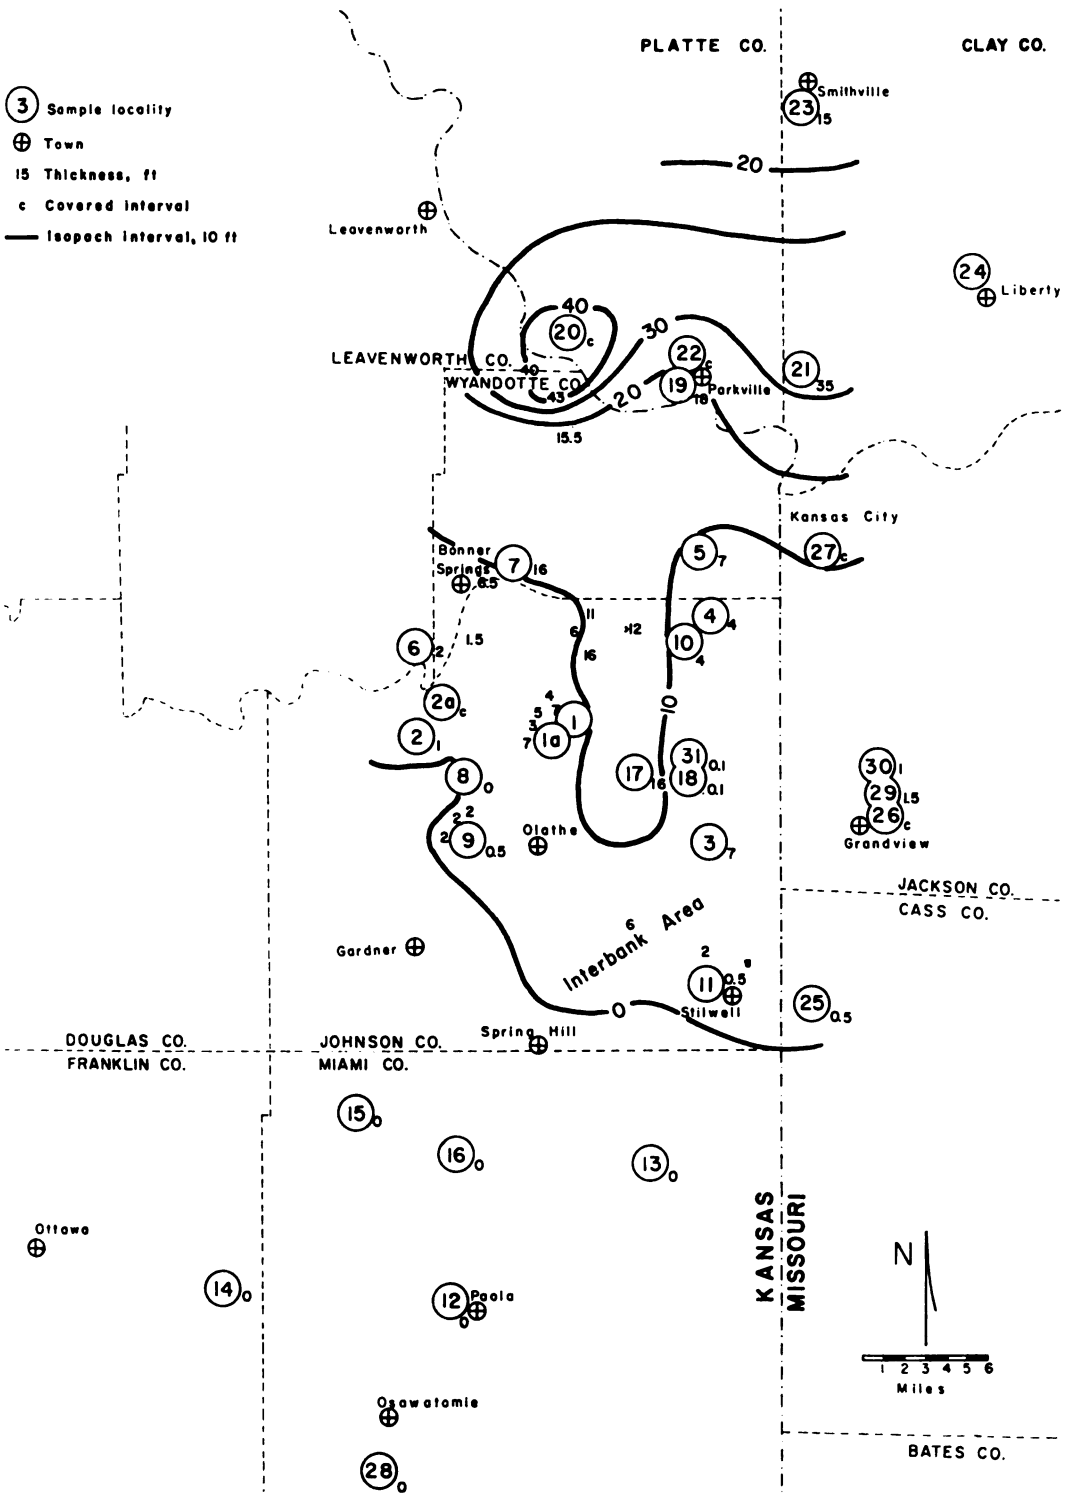 PLATTE CO. CLAY CO.
3 Sample locality
Town
15 Thickness, ft
c Covered interval
Isopach interval, 10 ft
Smithville
23 15
20
Leavenworth
24
Liberty
40
20 c
30
22 c
LEAVENWORTH CO.
40
21 35
WYANDOTTE CO.
43
20
19 18
Parkville
15.5
Kansas City
Bonner
Springs
6.5
7 16
5 7
27 c
11
4 4
6
>12
10 4
6 2
1.5
16
2a c
4
7
5
3
7
1
1a
10
2 1
8 0
17 16
31 0.1
18 0.1
30 1
29 1.5
26 c
Grandview
2 2
2
9 0.5
Olathe
3 7
JACKSON CO.
CASS CO.
6
Interbank Area
Gardner
2
11 0.5
Stilwell
25 0.5
0
Spring Hill
DOUGLAS CO. JOHNSON CO.
FRANKLIN CO. MIAMI CO.
15 0
16 0
13 0
KANSAS
MISSOURI
Ottawa
N
14 0
12 0
Paola
1 2 3 4 5 6
Miles
Osawatomie
BATES CO.
28 0